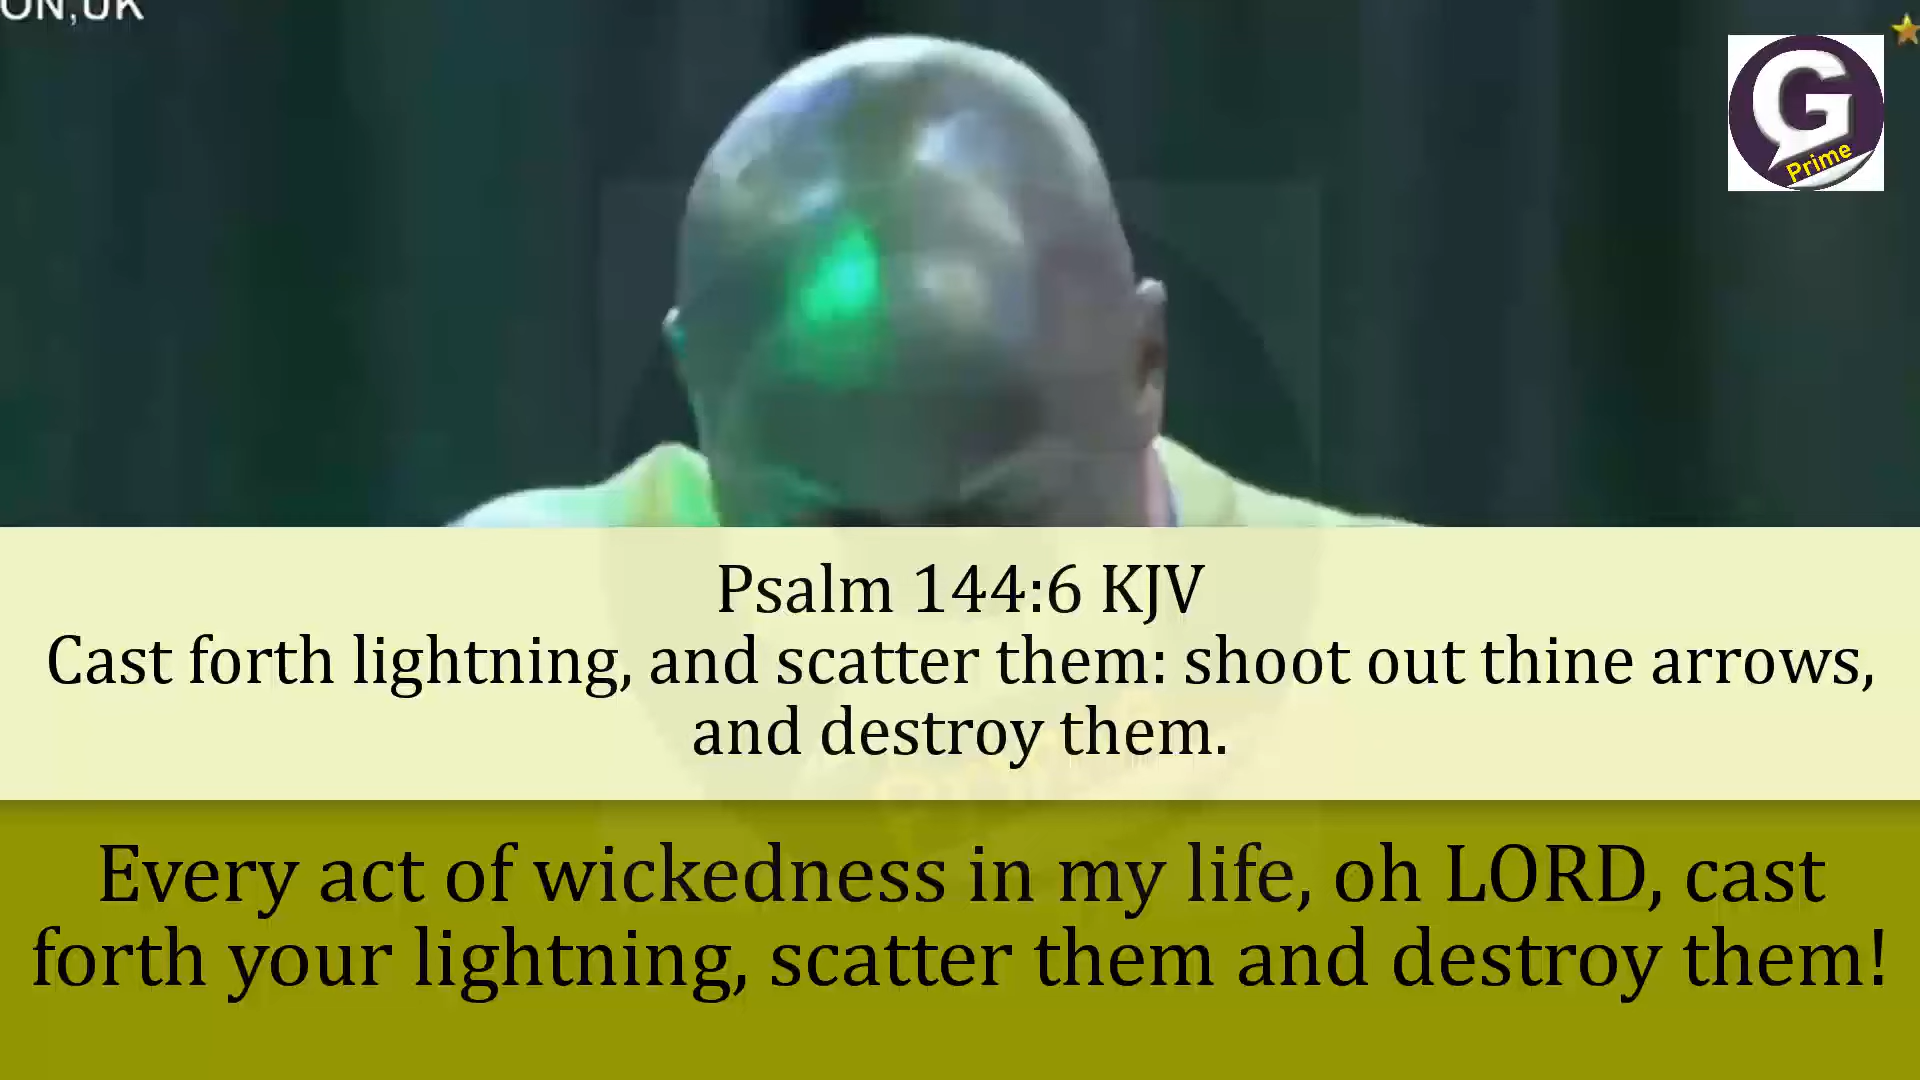 ON,UK
G
Prime
Psalm 144:6 KJV
Cast forth lightning, and scatter them: shoot out thine arrows,
and destroy them.
Every act of wickedness in my life, oh LORD, cast
forth your lightning, scatter them and destroy them!